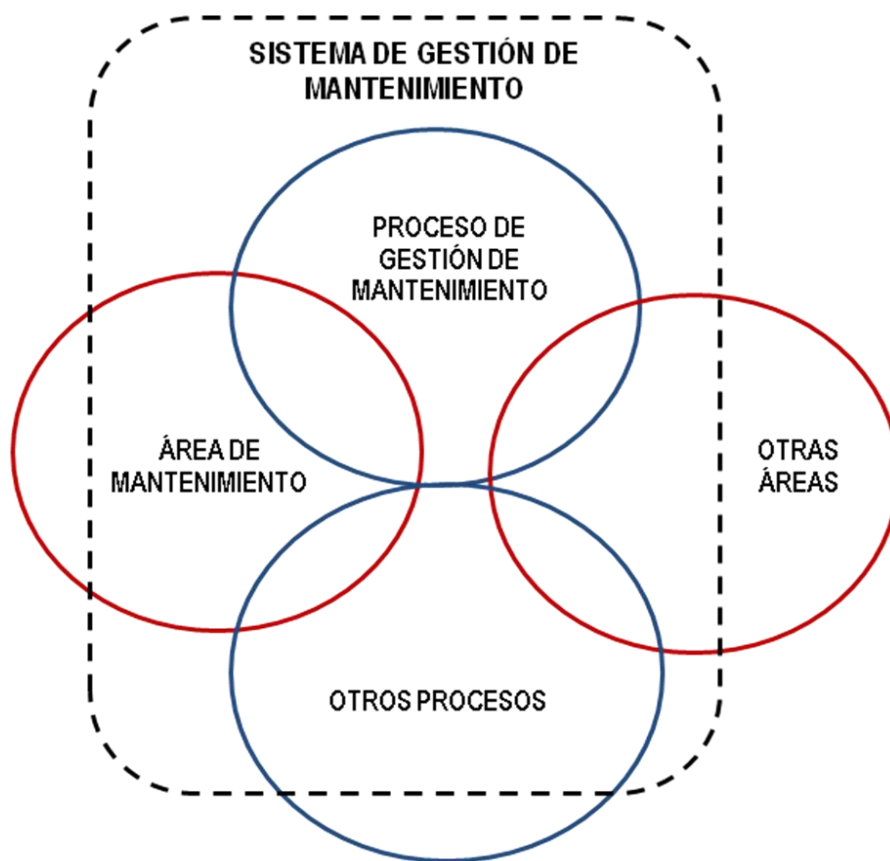 SISTEMA DE GESTIÓN DE
MANTENIMIENTO
PROCESO DE
GESTIÓN DE
MANTENIMIENTO
ÁREA DE
MANTENIMIENTO
OTRAS
ÁREAS
OTROS PROCESOS